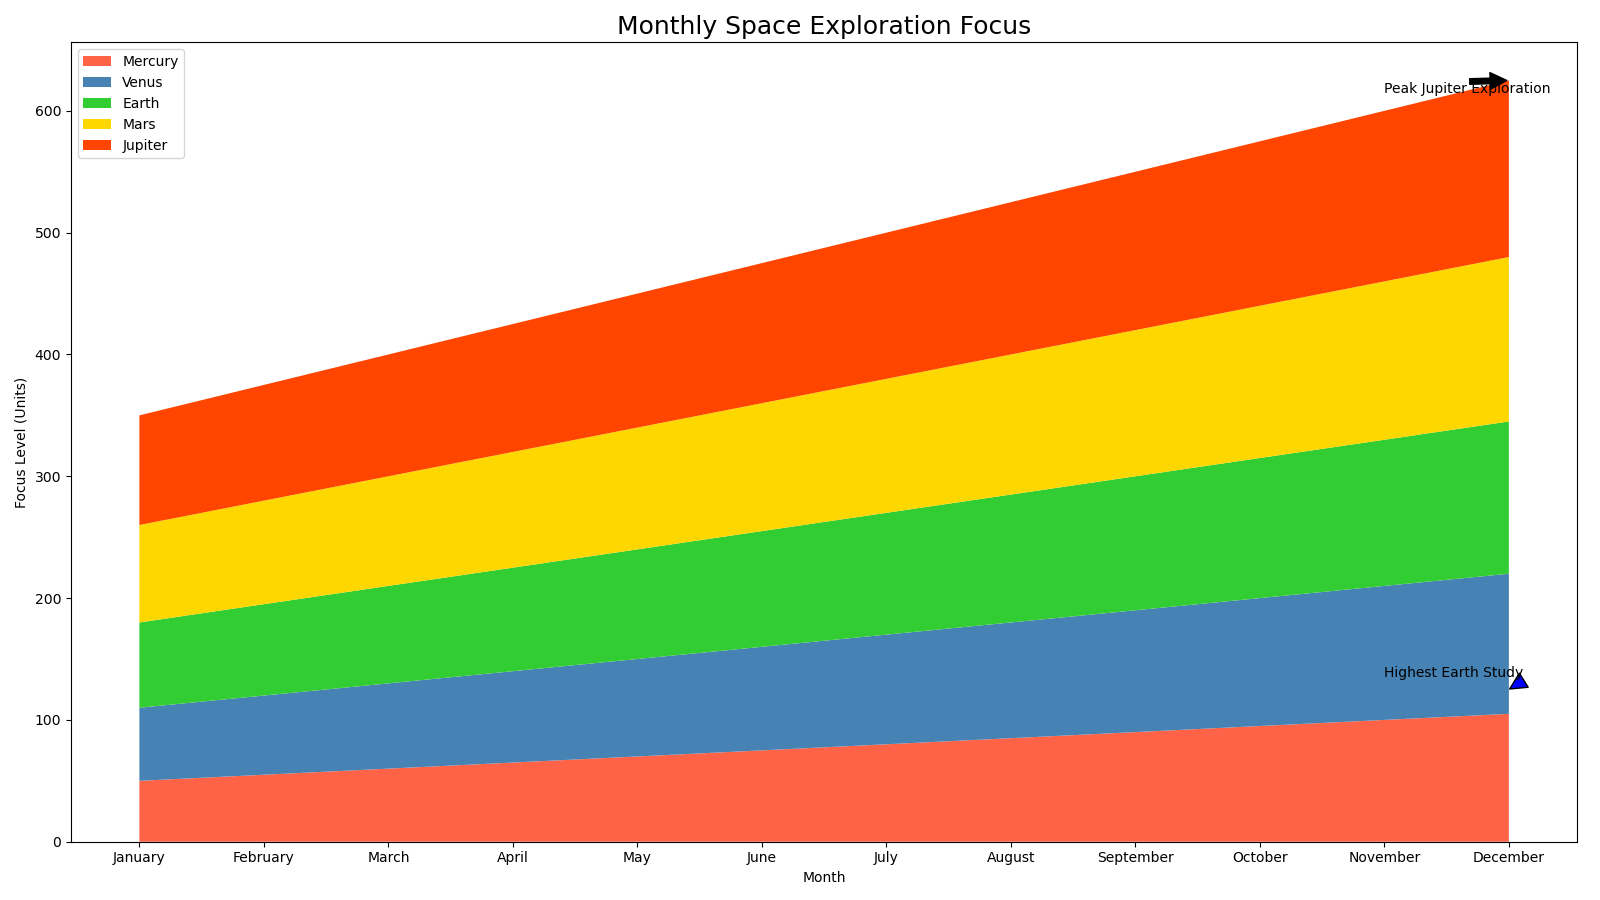 Monthly Space Exploration Focus
Mercury
Venus
Earth
Mars
Jupiter
Peak Jupiter Exploration
Highest Earth Study
Focus Level (Units)
600
500
400
300
200
100
0
January February March April May June July August September October November December
Month